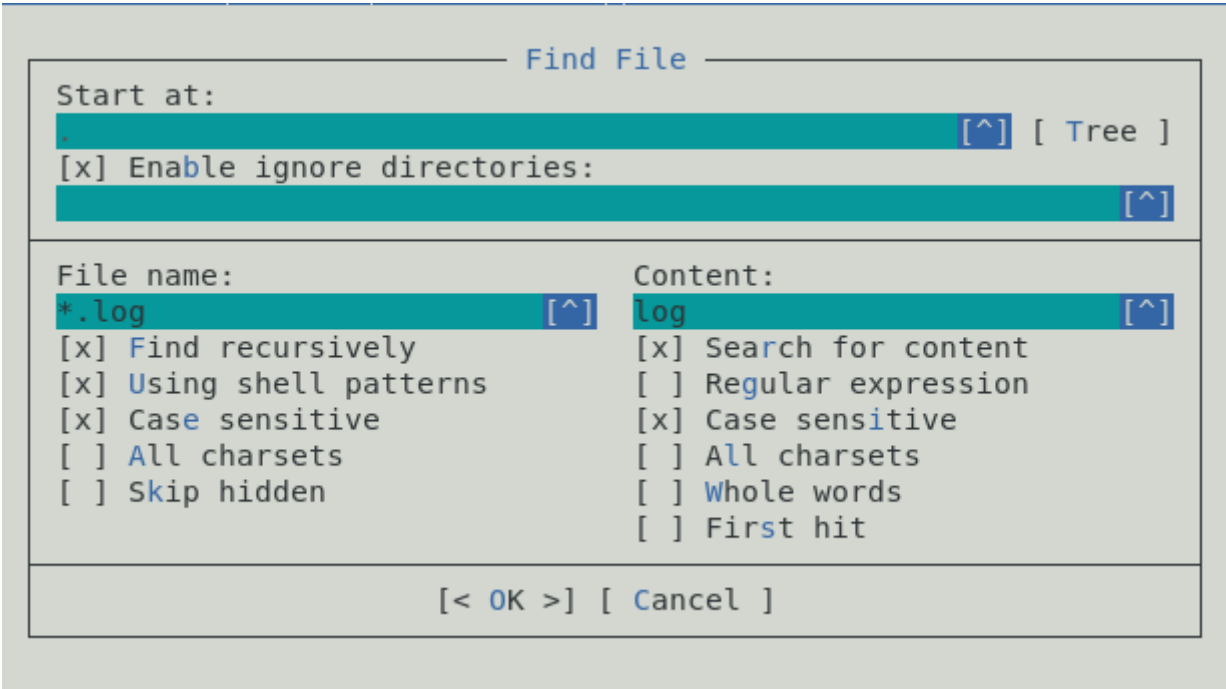 Find File
Start at:
. [^] [ Tree ]
[x] Enable ignore directories:
[^]
File name:
*.log [^]
[x] Find recursively
[x] Using shell patterns
[x] Case sensitive
[ ] All charsets
[ ] Skip hidden
Content:
log [^]
[x] Search for content
[ ] Regular expression
[x] Case sensitive
[ ] All charsets
[ ] Whole words
[ ] First hit
[< OK >] [ Cancel ]